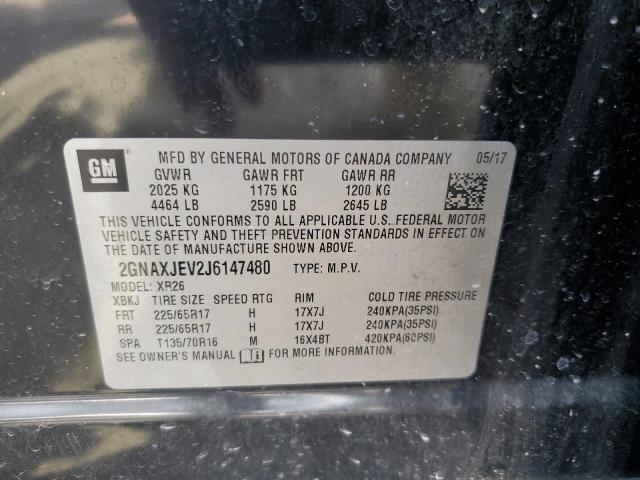 GM
MFD BY GENERAL MOTORS OF CANADA COMPANY 05/17
GVWR GAWR FRT GAWR RR
2025 KG 1175 KG 1200 KG
4464 LB 2590 LB 2645 LB
THIS VEHICLE CONFORMS TO ALL APPLICABLE U.S. FEDERAL MOTOR
VEHICLE SAFETY AND THEFT PREVENTION STANDARDS IN EFFECT ON
THE DATE OF MANUFACTURE SHOWN ABOVE.
2GNAXJEV2J6147480 TYPE: M.P.V.
MODEL: XR26
XBKJ TIRE SIZE SPEED RTG RIM COLD TIRE PRESSURE
FRT 225/65R17 H 17X7J 240KPA(35PSI)
RR 225/65R17 H 17X7J 240KPA(35PSI)
SPA T135/70R16 M 16X4BT 420KPA(60PSI)
SEE OWNER'S MANUAL FOR MORE INFORMATION.